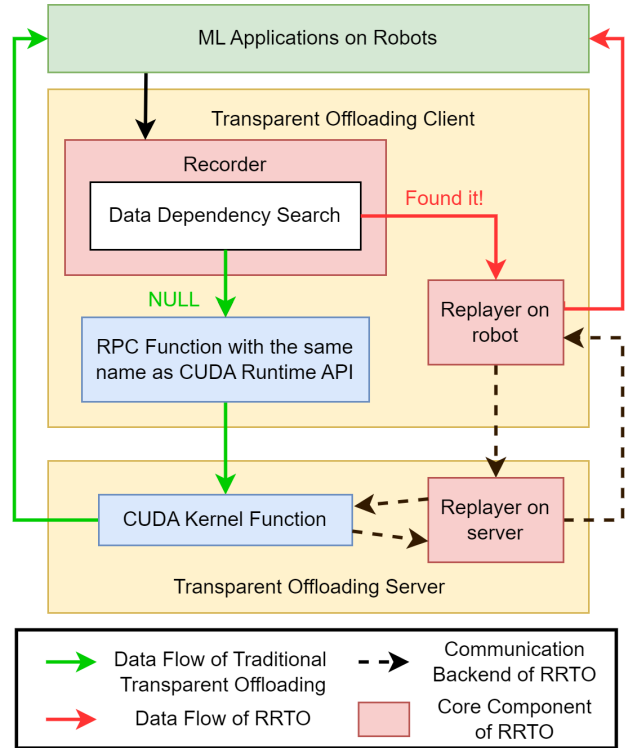 ML Applications on Robots
Transparent Offloading Client
Recorder
Data Dependency Search
Found it!
NULL
Replayer on
robot
RPC Function with the same
name as CUDA Runtime API
CUDA Kernel Function
Replayer on
server
Transparent Offloading Server
Data Flow of Traditional
Transparent Offloading
Communication
Backend of RRTO
Data Flow of RRTO
Core Component
of RRTO